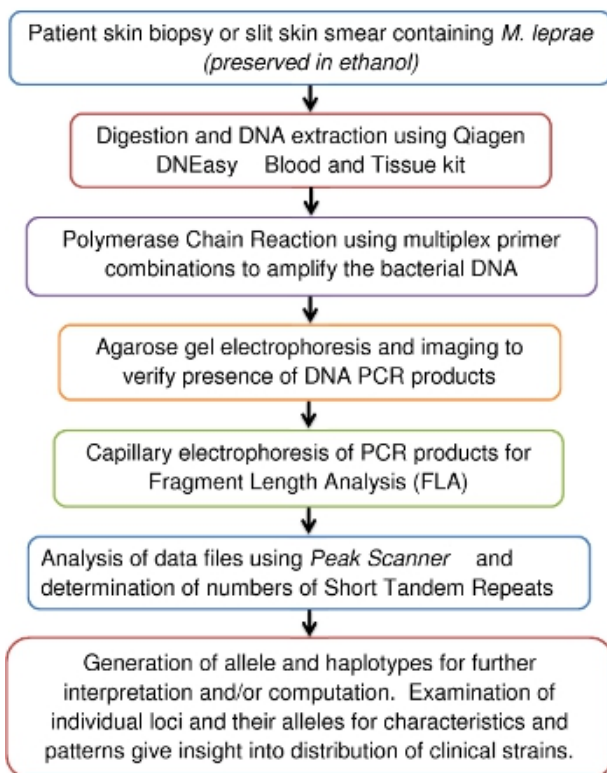 Patient skin biopsy or slit skin smear containing M. leprae
(preserved in ethanol)
Digestion and DNA extraction using Qiagen
DNEasy Blood and Tissue kit
Polymerase Chain Reaction using multiplex primer
combinations to amplify the bacterial DNA
Agarose gel electrophoresis and imaging to
verify presence of DNA PCR products
Capillary electrophoresis of PCR products for
Fragment Length Analysis (FLA)
Analysis of data files using Peak Scanner and
determination of numbers of Short Tandem Repeats
Generation of allele and haplotypes for further
interpretation and/or computation. Examination of
individual loci and their alleles for characteristics and
patterns give insight into distribution of clinical strains.